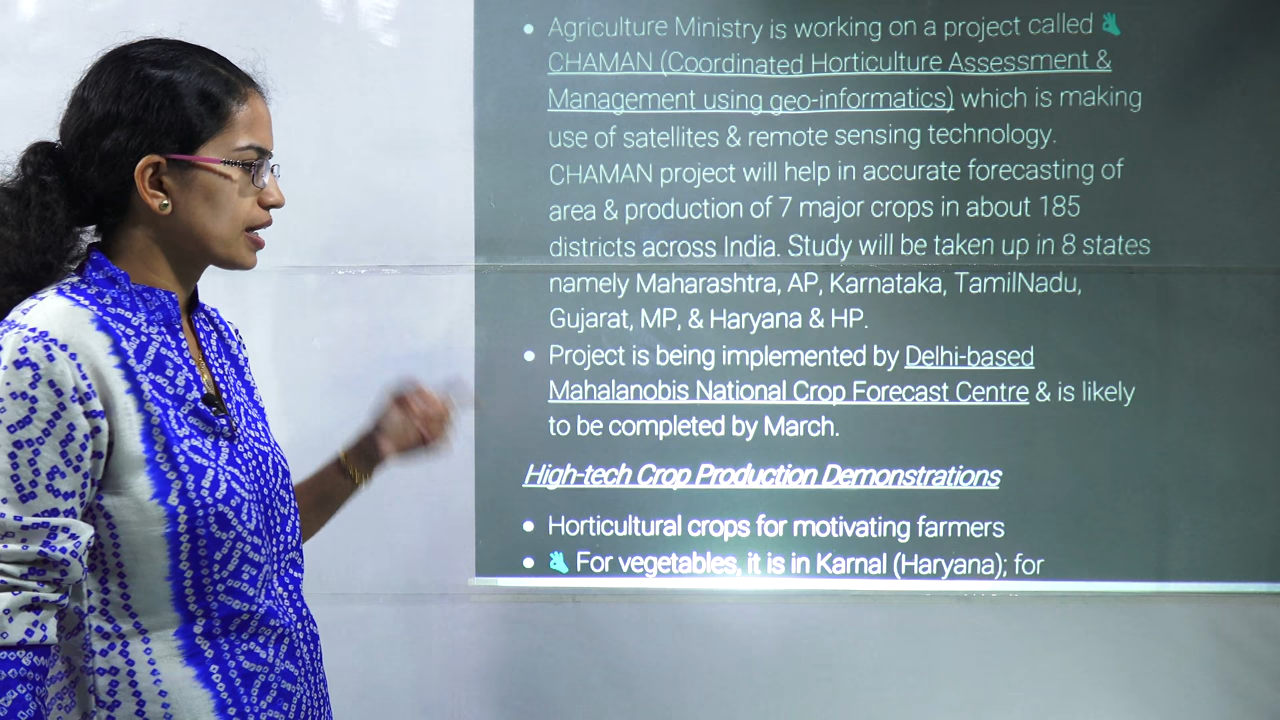 Agriculture Ministry is working on a project called
CHAMAN (Coordinated Horticulture Assessment &
Management using geo-informatics) which is making
use of satellites & remote sensing technology.
CHAMAN project will help in accurate forecasting of
area & production of 7 major crops in about 185
districts across India. Study will be taken up in 8 states
namely Maharashtra, AP, Karnataka, TamilNadu,
Gujarat, MP, & Haryana & HP.
Project is being implemented by Delhi-based
Mahalanobis National Crop Forecast Centre & is likely
to be completed by March.
High-tech Crop Production Demonstrations
Horticultural crops for motivating farmers
For vegetables, it is in Karnal (Haryana); for